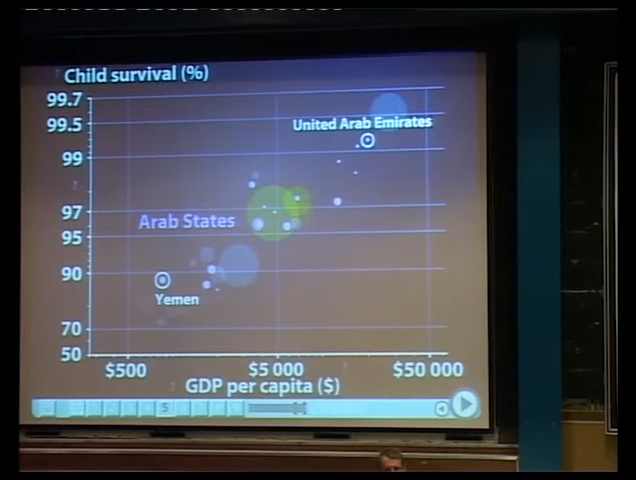 Child survival (%)
99.7
99.5
United Arab Emirates
99
97
Arab States
95
90
Yemen
70
50
$500
$5 000
$50 000
GDP per capita ($)
5